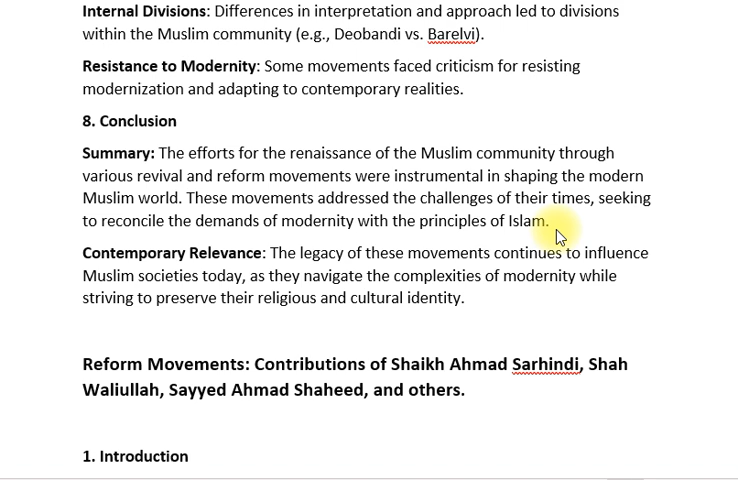 Internal Divisions: Differences in interpretation and approach led to divisions
within the Muslim community (e.g., Deobandi vs. Barelvi).
Resistance to Modernity: Some movements faced criticism for resisting
modernization and adapting to contemporary realities.
8. Conclusion
Summary: The efforts for the renaissance of the Muslim community through
various revival and reform movements were instrumental in shaping the modern
Muslim world. These movements addressed the challenges of their times, seeking
to reconcile the demands of modernity with the principles of Islam.
Contemporary Relevance: The legacy of these movements continues to influence
Muslim societies today, as they navigate the complexities of modernity while
striving to preserve their religious and cultural identity.
Reform Movements: Contributions of Shaikh Ahmad Sarhindi, Shah
Waliullah, Sayyed Ahmad Shaheed, and others.
1. Introduction